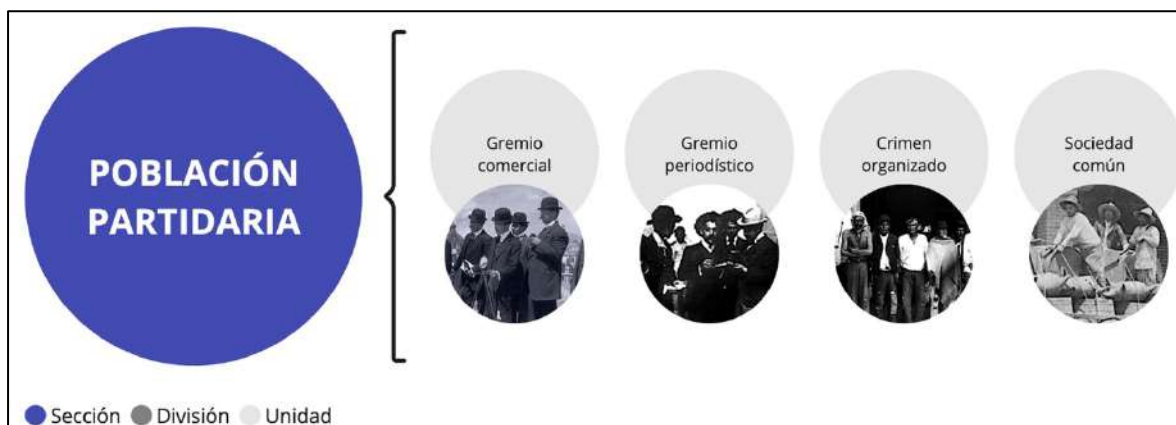 POBLACIÓN
PARTIDARIA
Gremio
comercial
Gremio
periodístico
Crimen
organizado
Sociedad
común
Sección División Unidad